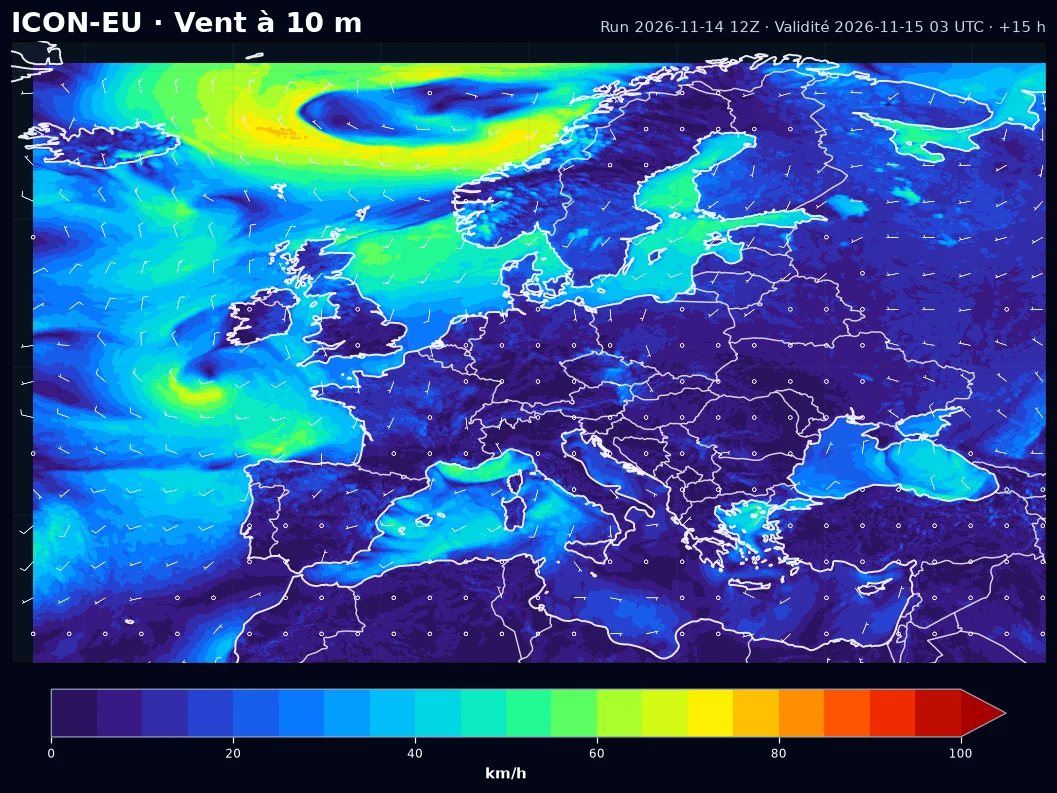 ICON-EU · Vent à 10 m
Run 2026-11-14 12Z · Validité 2026-11-15 03 UTC · +15 h
0 20 40 60 80 100
km/h